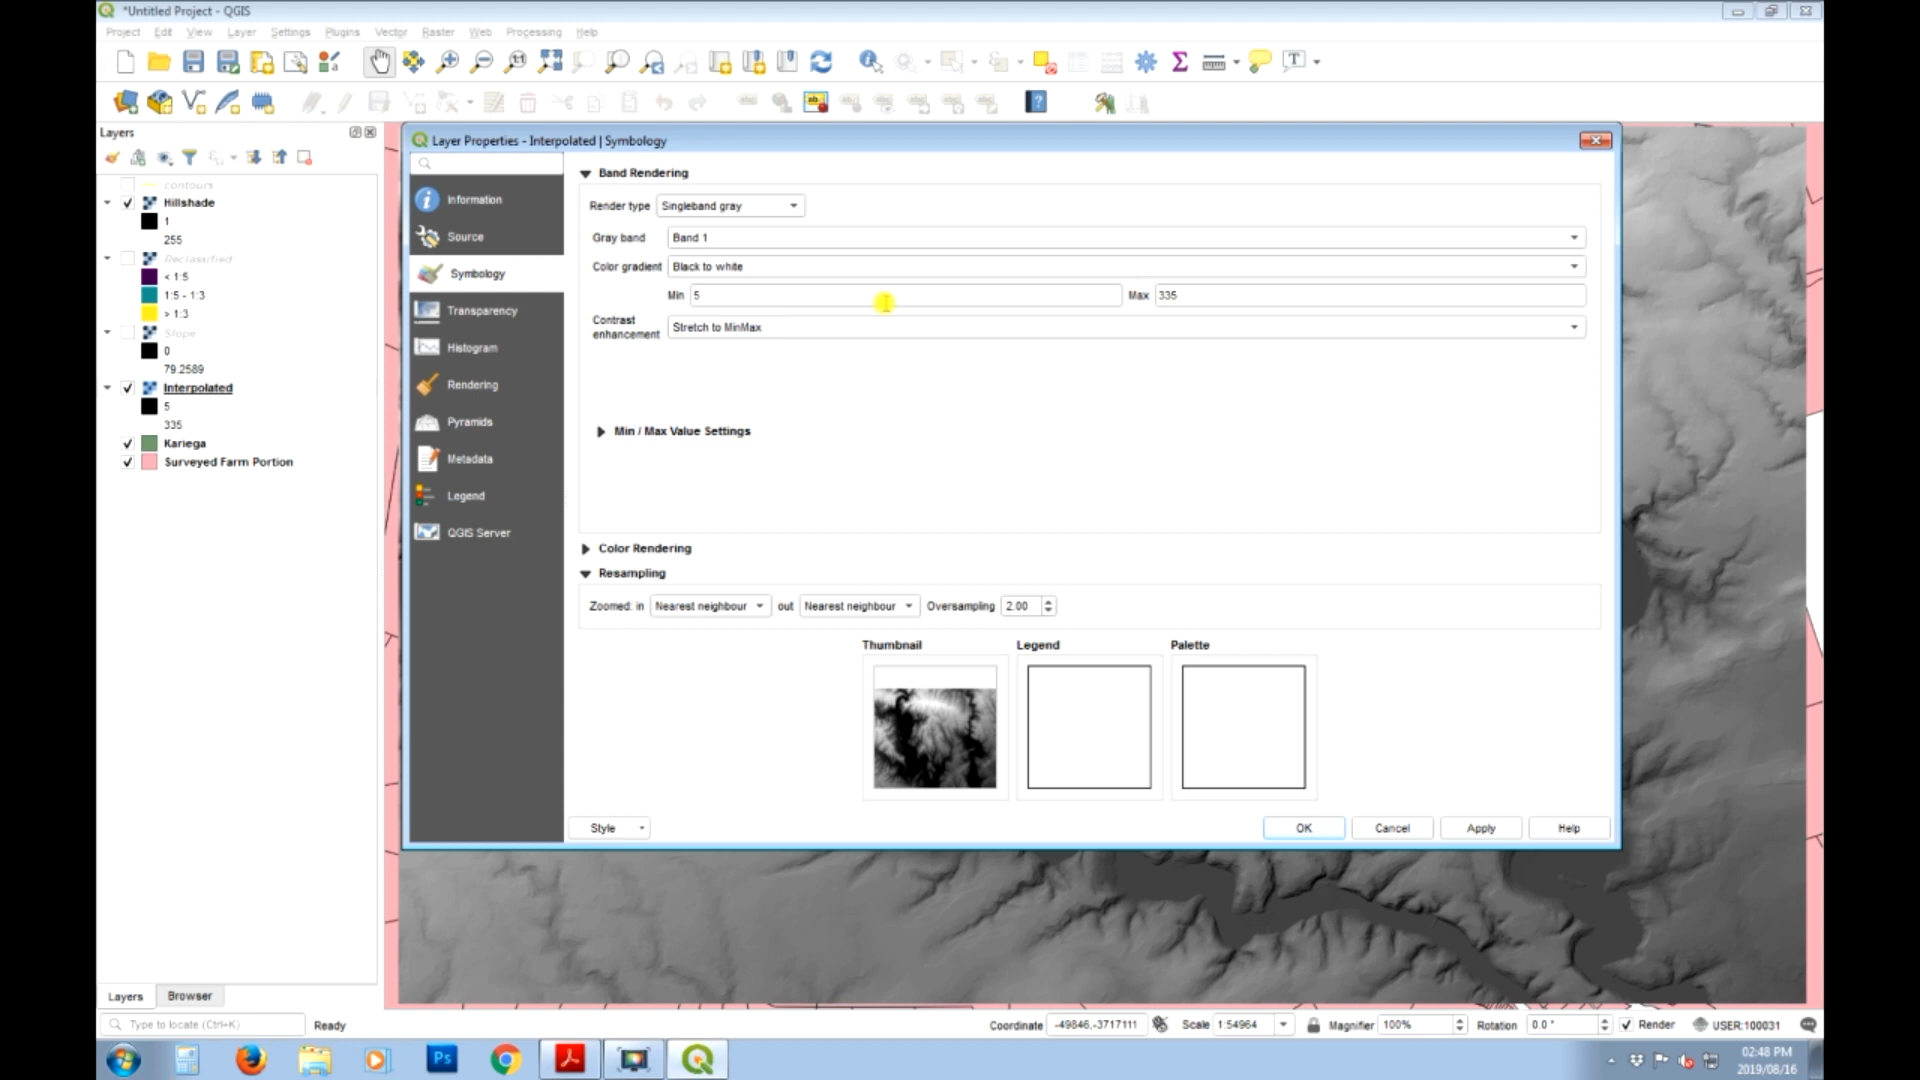 *Untitled Project - QGIS
Project Edit View Layer Settings Plugins Vector Raster Web Processing Help
Layers
contours
Hillshade
1
255
Reclassified
< 1:5
1:5 - 1:3
> 1:3
Slope
0
79.2589
Interpolated
5
335
Kariega
Surveyed Farm Portion
Layers Browser
Layer Properties - Interpolated | Symbology
Information
Source
Symbology
Transparency
Histogram
Rendering
Pyramids
Metadata
Legend
QGIS Server
Band Rendering
Render type Singleband gray
Gray band Band 1
Color gradient Black to white
Min 5 Max 335
Contrast enhancement Stretch to MinMax
Min / Max Value Settings
Color Rendering
Resampling
Zoomed: in Nearest neighbour out Nearest neighbour Oversampling 2.00
Thumbnail Legend Palette
Style OK Cancel Apply Help
Type to locate (Ctrl+K) Ready Coordinate -49846,-3717111 Scale 1:54964 Magnifier 100% Rotation 0.0 ° Render USER:100031
Ps
02:48 PM
2019/08/16